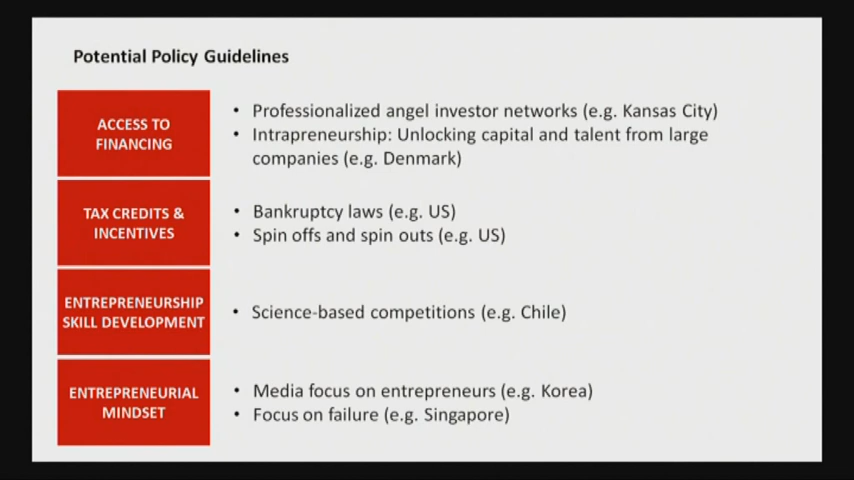 Potential Policy Guidelines
ACCESS TO
FINANCING
• Professionalized angel investor networks (e.g. Kansas City)
• Intrapreneurship: Unlocking capital and talent from large
companies (e.g. Denmark)
TAX CREDITS &
INCENTIVES
• Bankruptcy laws (e.g. US)
• Spin offs and spin outs (e.g. US)
ENTREPRENEURSHIP
SKILL DEVELOPMENT
• Science-based competitions (e.g. Chile)
ENTREPRENEURIAL
MINDSET
• Media focus on entrepreneurs (e.g. Korea)
• Focus on failure (e.g. Singapore)